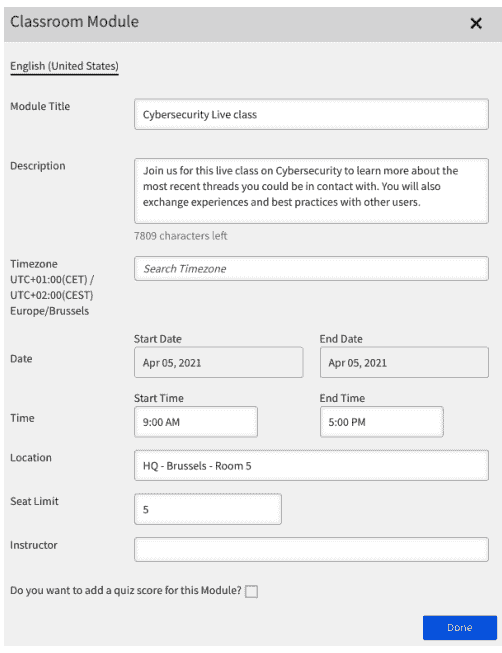 Classroom Module
English (United States)
Module Title
Cybersecurity Live class
Description
Join us for this live class on Cybersecurity to learn more about the
most recent threads you could be in contact with. You will also
exchange experiences and best practices with other users.
7809 characters left
Timezone
UTC+01:00(CET) /
UTC+02:00(CEST)
Europe/Brussels
Search Timezone
Start Date
End Date
Date
Apr 05, 2021
Apr 05, 2021
Start Time
End Time
Time
9:00 AM
5:00 PM
Location
HQ - Brussels - Room 5
Seat Limit
5
Instructor
Do you want to add a quiz score for this Module?
Done